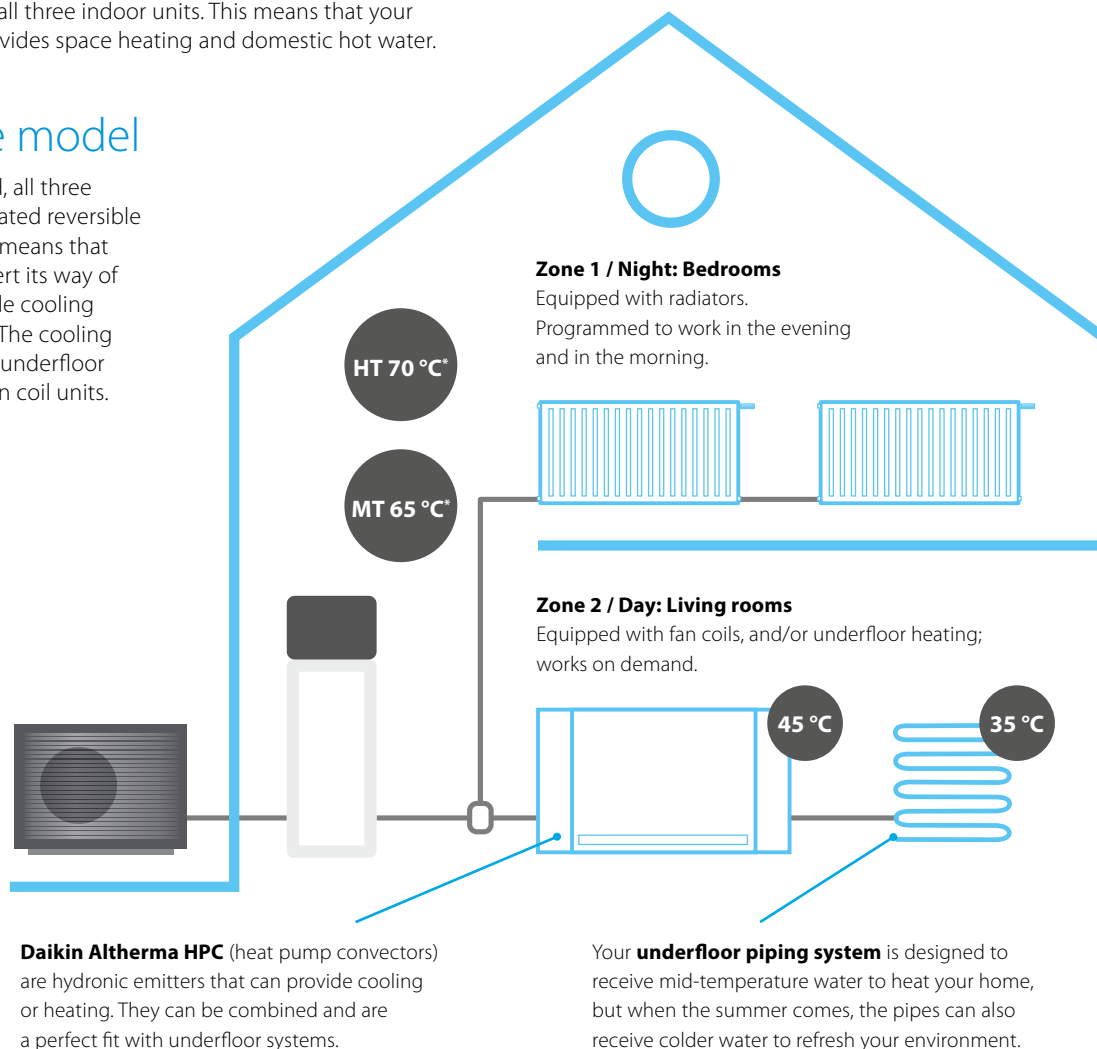 all three indoor units. This means that your
vides space heating and domestic hot water.
e model
, all three
ated reversible
means that
ert its way of
le cooling
The cooling
underfloor
n coil units.
HT 70 °C*
MT 65 °C*
Zone 1 / Night: Bedrooms
Equipped with radiators.
Programmed to work in the evening
and in the morning.
Zone 2 / Day: Living rooms
Equipped with fan coils, and/or underfloor heating;
works on demand.
45 °C
35 °C
Daikin Altherma HPC (heat pump convectors)
are hydronic emitters that can provide cooling
or heating. They can be combined and are
a perfect fit with underfloor systems.
Your underfloor piping system is designed to
receive mid-temperature water to heat your home,
but when the summer comes, the pipes can also
receive colder water to refresh your environment.